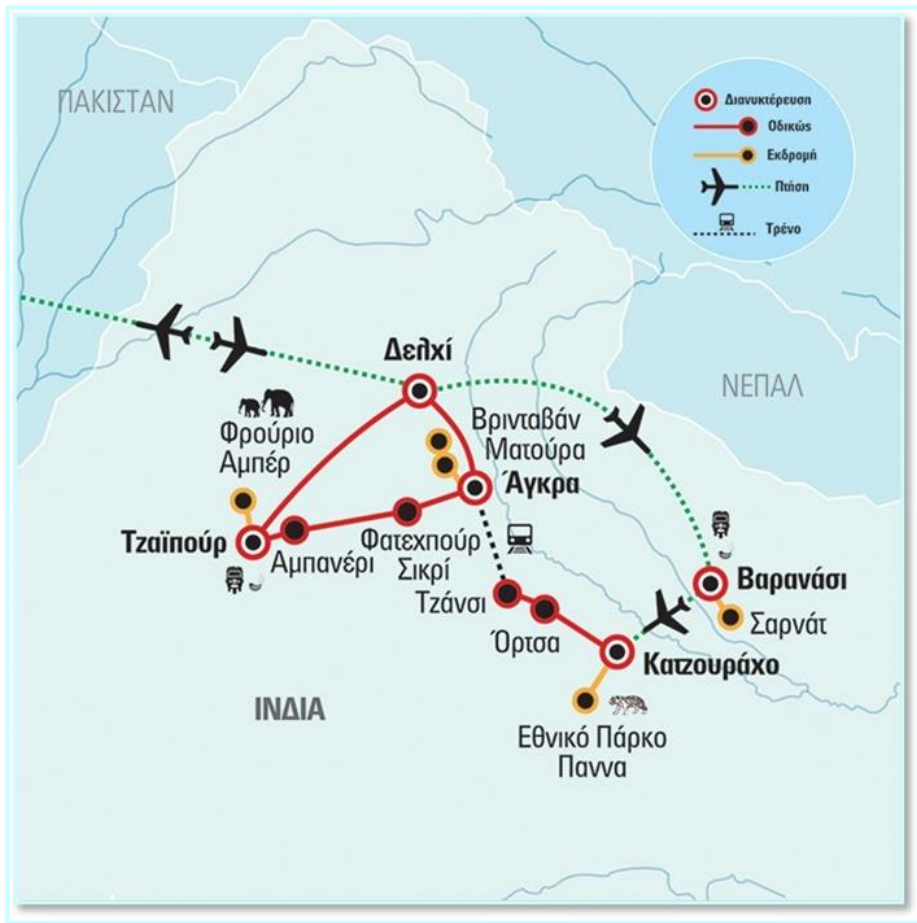 ΠΑΚΙΣΤΑΝ
Διανυκτέρευση
Οδικώς
Εκδρομή
Πτήση
Τρένο
Δελχί
ΝΕΠΑΛ
Φρούριο
Αμπέρ
Βρινταβάν
Ματούρα
Άγκρα
Τζαϊπούρ
Αμπανέρι
Φατεχπούρ
Σικρί
Τζάνσι
Όρτσα
Βαρανάσι
Σαρνάτ
Κατζουράχο
ΙΝΔΙΑ
Εθνικό Πάρκο
Παννα